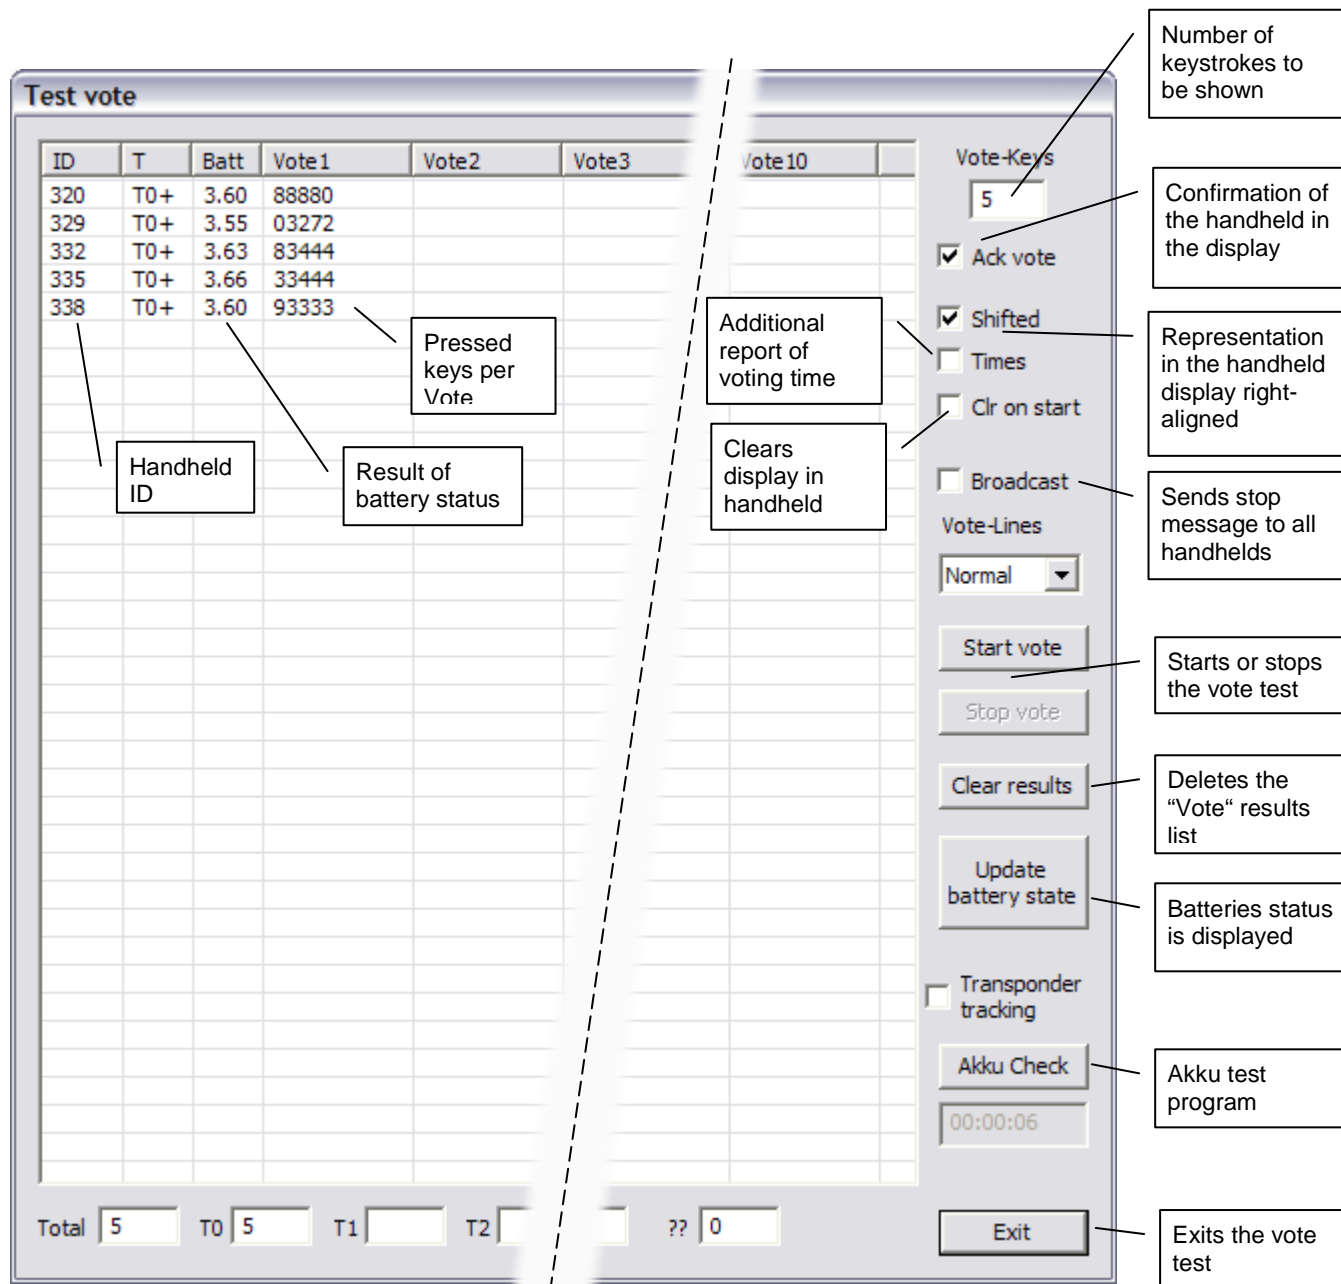 Number of
keystrokes to
be shown
Test vote
ID T Batt Vote1 Vote2 Vote3 Vote10
320 T0+ 3.60 88880
329 T0+ 3.55 03272
332 T0+ 3.63 83444
335 T0+ 3.66 33444
338 T0+ 3.60 93333
Vote-Keys
5
Confirmation of
the handheld in
the display
Ack vote
Shifted
Times
Clr on start
Additional
report of
voting time
Representation
in the handheld
display right-
aligned
Pressed
keys per
Vote
Clears
display in
handheld
Handheld
ID
Result of
battery status
Broadcast
Sends stop
message to all
handhelds
Vote-Lines
Normal
Start vote
Stop vote
Starts or stops
the vote test
Clear results
Deletes the
“Vote“ results
list
Update
battery state
Batteries status
is displayed
Transponder
tracking
Akku Check
Akku test
program
00:00:06
Total 5 T0 5 T1 T2 ?? 0
Exit
Exits the vote
test